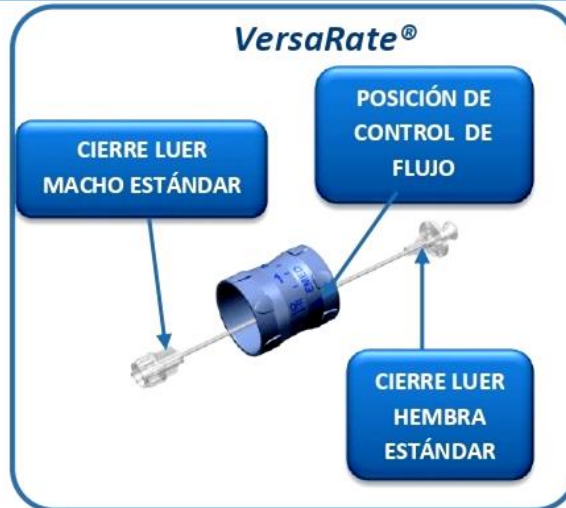 VersaRate®
POSICIÓN DE
CONTROL DE
FLUJO
CIERRE LUER
MACHO ESTÁNDAR
CIERRE LUER
HEMBRA
ESTÁNDAR